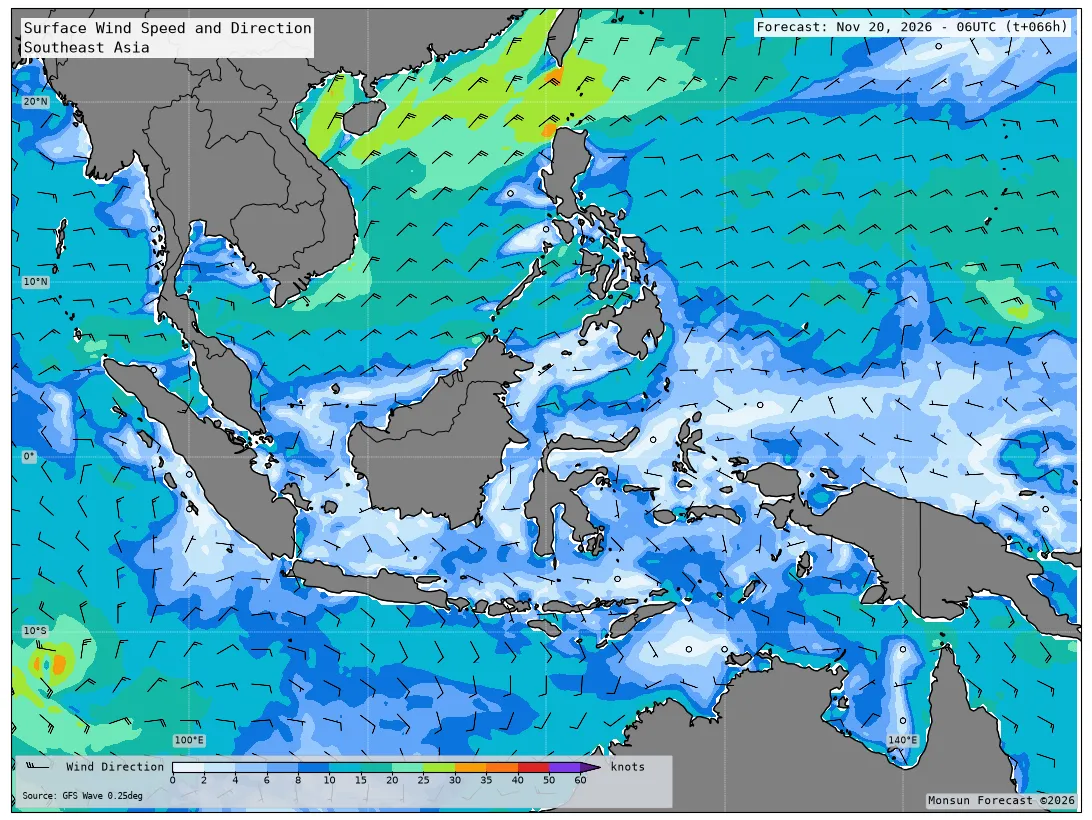 Surface Wind Speed and Direction
Southeast Asia
Forecast: Nov 20, 2026 - 06UTC (t+066h)
20°N
10°N
0°
10°S
100°E
140°E
Wind Direction
0 2 4 6 8 10 15 20 25 30 35 40 50 60
knots
Source: GFS Wave 0.25deg
Monsun Forecast ©2026